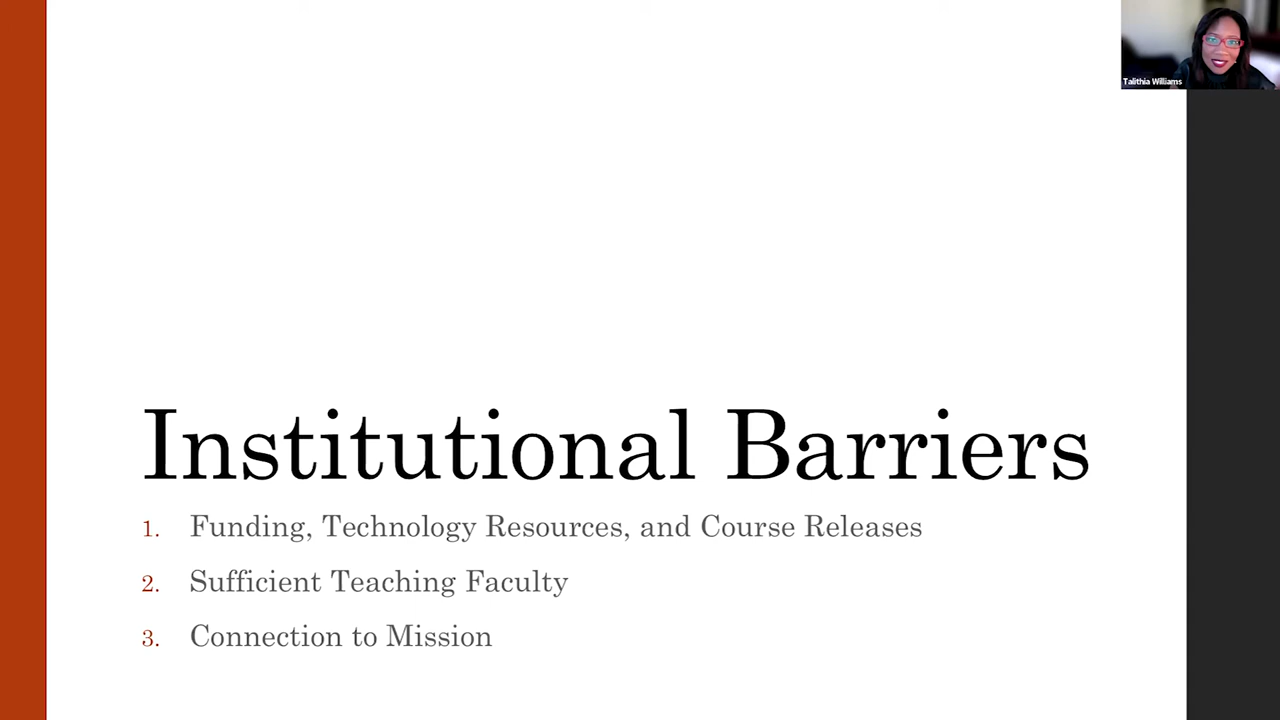 Talithia Williams
Institutional Barriers
1. Funding, Technology Resources, and Course Releases
2. Sufficient Teaching Faculty
3. Connection to Mission